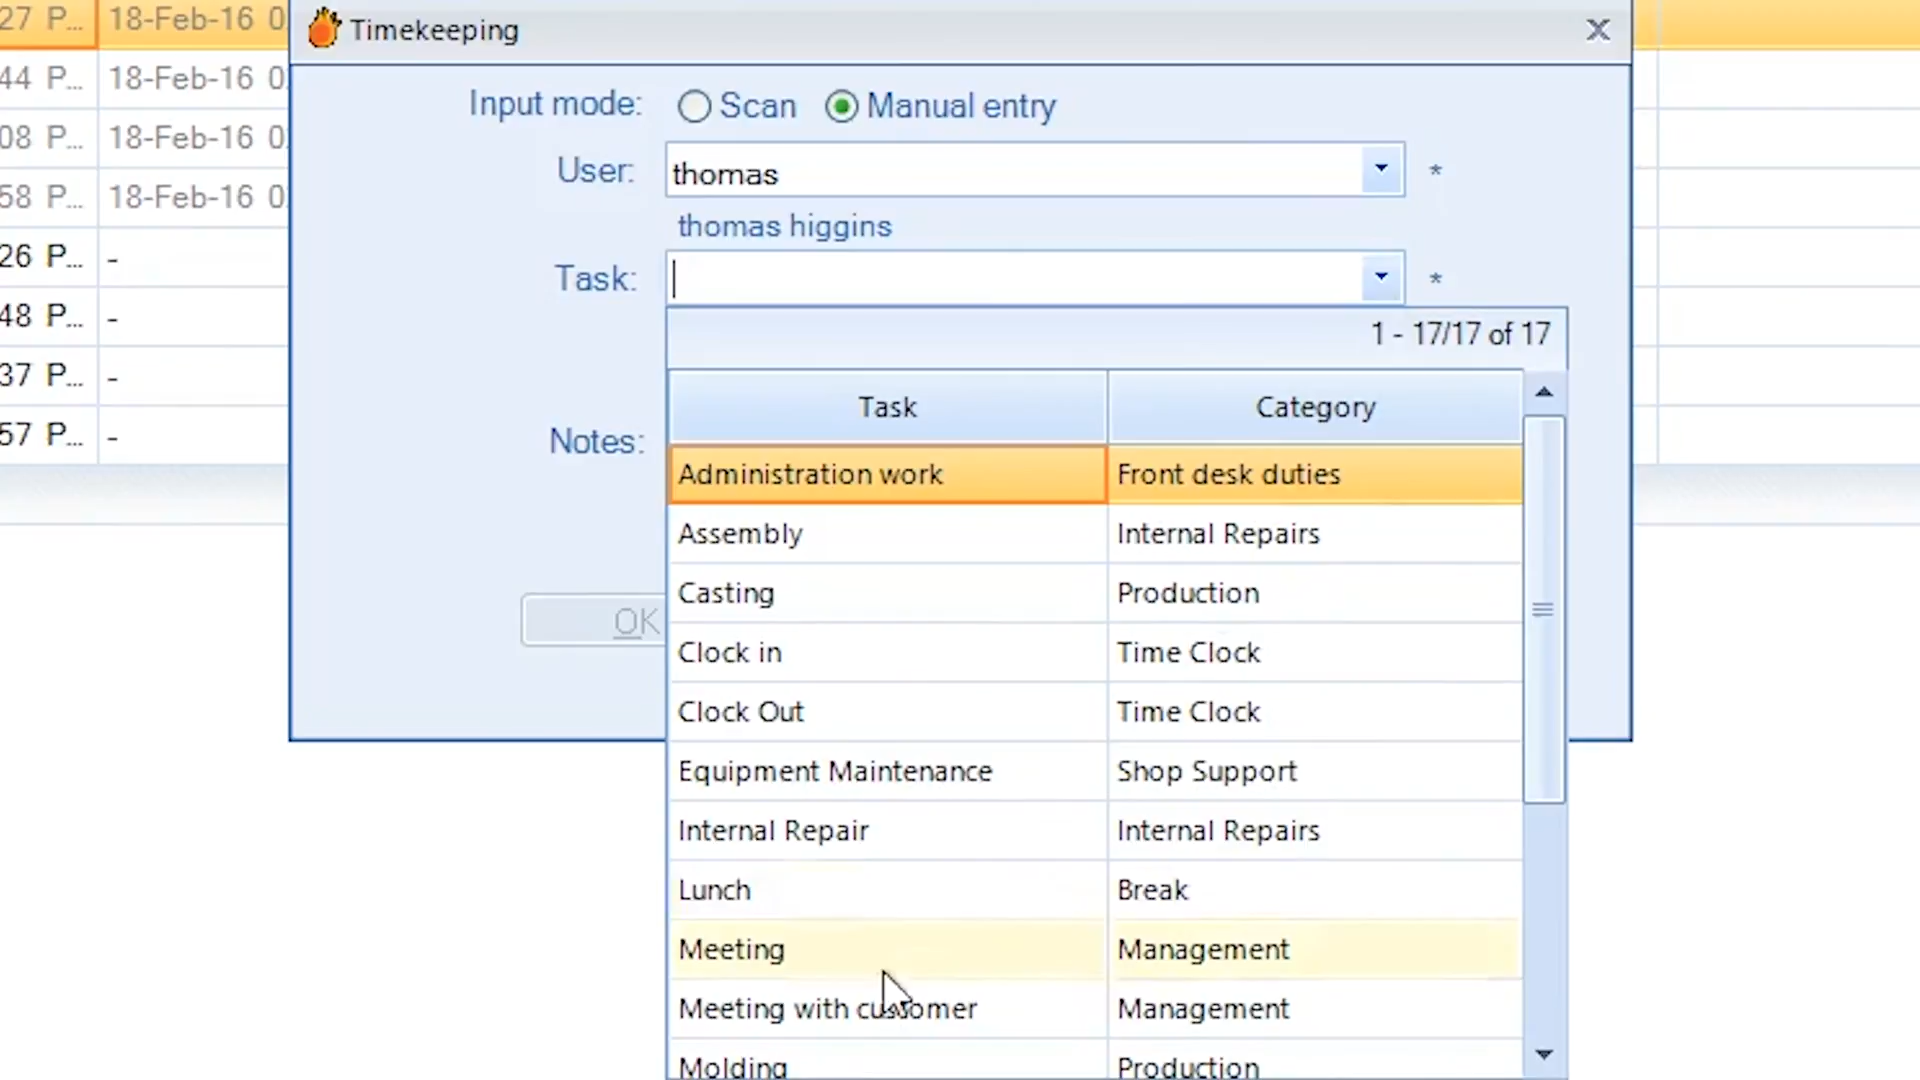 27 P... 18-Feb-16 0
Timekeeping
44 P... 18-Feb-16 0
08 P... 18-Feb-16 0
58 P... 18-Feb-16 0
26 P... -
48 P... -
37 P... -
57 P... -
Input mode: Scan Manual entry
User: thomas *
thomas higgins
Task: *
1 - 17/17 of 17
Notes:
OK
Task Category
Administration work Front desk duties
Assembly Internal Repairs
Casting Production
Clock in Time Clock
Clock Out Time Clock
Equipment Maintenance Shop Support
Internal Repair Internal Repairs
Lunch Break
Meeting Management
Meeting with customer Management
Molding Production